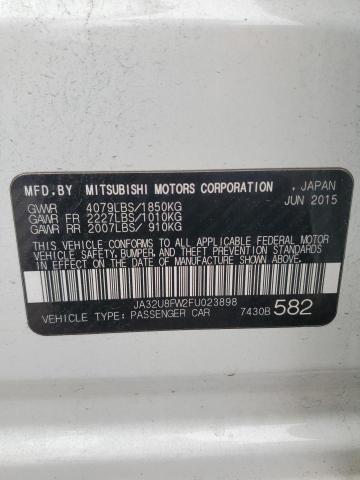 MFD.BY MITSUBISHI MOTORS CORPORATION , JAPAN
GVWR 4079LBS/1850KG JUN 2015
GAWR FR 2227LBS/1010KG
GAWR RR 2007LBS/ 910KG
THIS VEHICLE CONFORMS TO ALL APPLICABLE FEDERAL MOTOR
VEHICLE SAFETY, BUMPER, AND THEFT PREVENTION STANDARDS IN
EFFECT ON THE DATE OF MANUFACTURE SHOWN ABOVE.
JA32U8FW2FU023898
VEHICLE TYPE: PASSENGER CAR 7430B 582